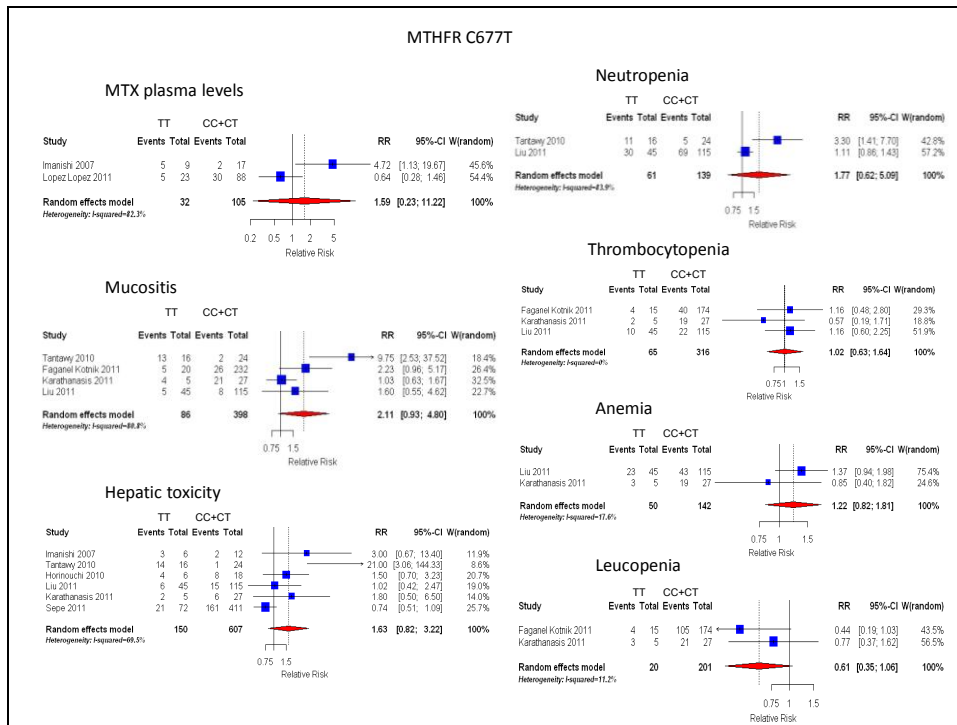 MTHFR C677T
MTX plasma levels
TT CC+CT
Study Events Total Events Total RR 95%-CI W(random)
Imanishi 2007 5 9 2 17 4.72 [1.13; 19.67] 45.6%
Lopez Lopez 2011 5 23 30 88 0.64 [0.28; 1.46] 54.4%
Random effects model 32 105 1.59 [0.23; 11.22] 100%
Heterogeneity: I-squared=82.3%
0.2 0.5 1 2 5
Relative Risk
Mucositis
TT CC+CT
Study Events Total Events Total RR 95%-CI W(random)
Tantawy 2010 13 16 2 24 9.75 [2.53; 37.52] 18.4%
Faganel Kotnik 2011 5 20 26 232 2.23 [0.96; 5.17] 26.4%
Karathanasis 2011 4 5 21 27 1.03 [0.63; 1.67] 32.5%
Liu 2011 5 45 8 115 1.60 [0.55; 4.62] 22.7%
Random effects model 86 398 2.11 [0.93; 4.80] 100%
Heterogeneity: I-squared=80.8%
0.75 1.5
Relative Risk
Hepatic toxicity
TT CC+CT
Study Events Total Events Total RR 95%-CI W(random)
Imanishi 2007 3 6 2 12 3.00 [0.67; 13.40] 11.9%
Tantawy 2010 14 16 1 24 21.00 [3.06; 144.33] 8.6%
Horinouchi 2010 4 6 8 18 1.50 [0.70; 3.23] 20.7%
Liu 2011 6 45 15 115 1.02 [0.42; 2.47] 19.0%
Karathanasis 2011 2 5 6 27 1.80 [0.50; 6.50] 14.0%
Sepe 2011 21 72 161 411 0.74 [0.51; 1.09] 25.7%
Random effects model 150 607 1.63 [0.82; 3.22] 100%
Heterogeneity: I-squared=69.5%
0.75 1.5
Relative Risk
Neutropenia
TT CC+CT
Study Events Total Events Total RR 95%-CI W(random)
Tantawy 2010 11 16 5 24 3.30 [1.41; 7.70] 42.8%
Liu 2011 30 45 69 115 1.11 [0.86; 1.43] 57.2%
Random effects model 61 139 1.77 [0.62; 5.09] 100%
Heterogeneity: I-squared=83.9%
0.75 1.5
Relative Risk
Thrombocytopenia
TT CC+CT
Study Events Total Events Total RR 95%-CI W(random)
Faganel Kotnik 2011 4 15 40 174 1.16 [0.48; 2.80] 29.3%
Karathanasis 2011 2 5 19 27 0.57 [0.19; 1.71] 18.8%
Liu 2011 10 45 22 115 1.16 [0.60; 2.25] 51.9%
Random effects model 65 316 1.02 [0.63; 1.64] 100%
Heterogeneity: I-squared=0%
0.75 1 1.5
Relative Risk
Anemia
TT CC+CT
Study Events Total Events Total RR 95%-CI W(random)
Liu 2011 23 45 43 115 1.37 [0.94; 1.98] 75.4%
Karathanasis 2011 3 5 19 27 0.85 [0.40; 1.82] 24.6%
Random effects model 50 142 1.22 [0.82; 1.81] 100%
Heterogeneity: I-squared=17.6%
0.75 1 1.5
Relative Risk
Leucopenia
TT CC+CT
Study Events Total Events Total RR 95%-CI W(random)
Faganel Kotnik 2011 4 15 105 174 0.44 [0.19; 1.03] 43.5%
Karathanasis 2011 3 5 21 27 0.77 [0.37; 1.62] 56.5%
Random effects model 20 201 0.61 [0.35; 1.06] 100%
Heterogeneity: I-squared=11.2%
0.75 1 1.5
Relative Risk